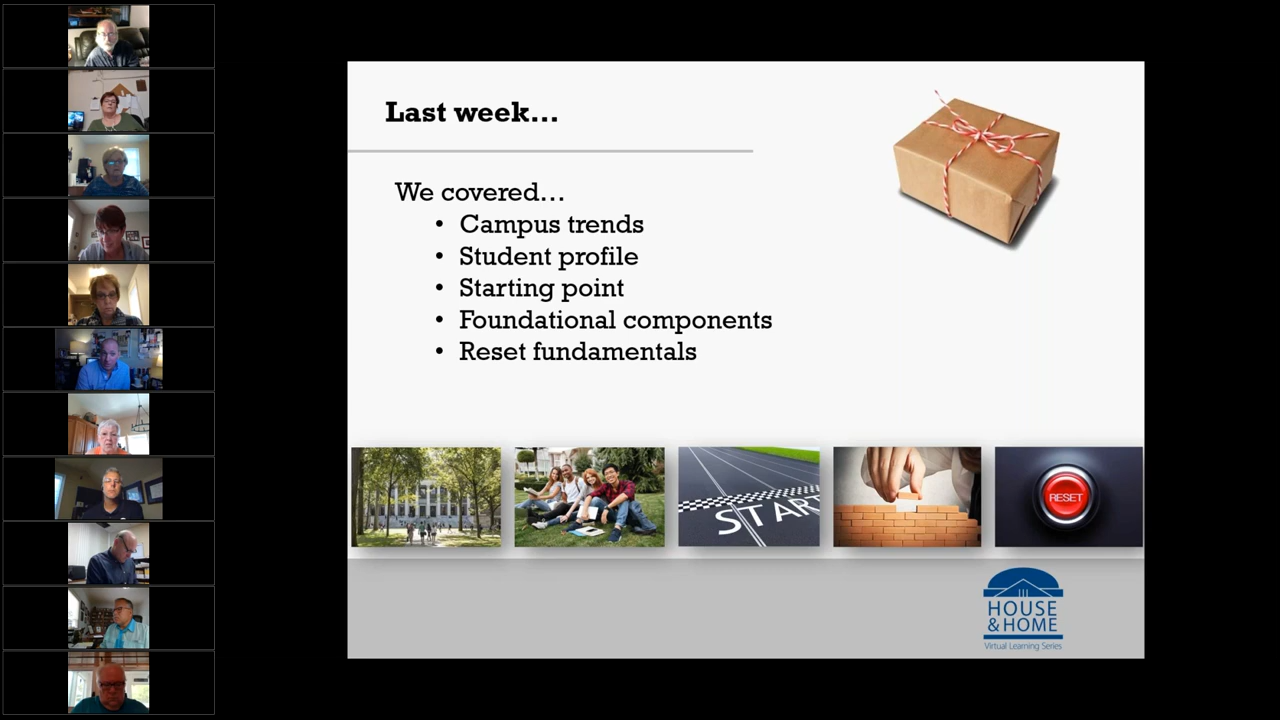 Last week...
We covered...
• Campus trends
• Student profile
• Starting point
• Foundational components
• Reset fundamentals
START
RESET
HOUSE
& HOME
Virtual Learning Series